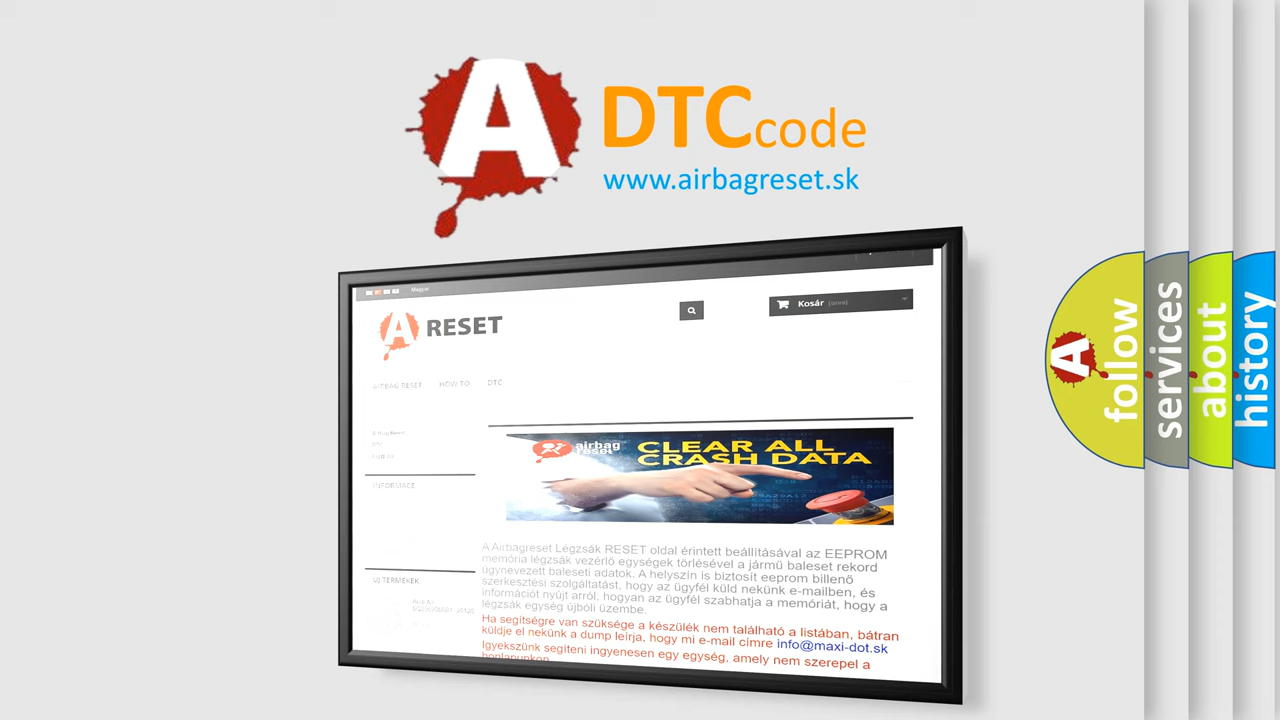 A DTC code
www.airbagreset.sk
Magyar
Kosár (üres)
A RESET
AIRBAG RESET HOW TO DTC
airbag
reset
CLEAR ALL
CRASH DATA
INFORMACE
A Airbagreset Légzsák RESET oldal érintett beállításával az EEPROM
memória légzsák vezérlő egységek törlésével a jármű baleset rekord
úgynevezett baleseti adatok. A helyszín is biztosít eeprom billenő
szerkesztési szolgáltatást, hogy az ügyfél küld nekünk e-mailben, és
információt nyújt arról, hogyan az ügyfél szabhatja a memóriát, hogy a
légzsák egység újbóli üzembe.
ÚJ TERMÉKEK
Ha segítségre van szüksége a készülék nem található a listában, bátran
küldje el nekünk a dump leírja, hogy mi e-mail címre info@maxi-dot.sk
Igyekszünk segíteni ingyenesen egy egység, amely nem szerepel a
honlapunkon
A follow
services
about
history